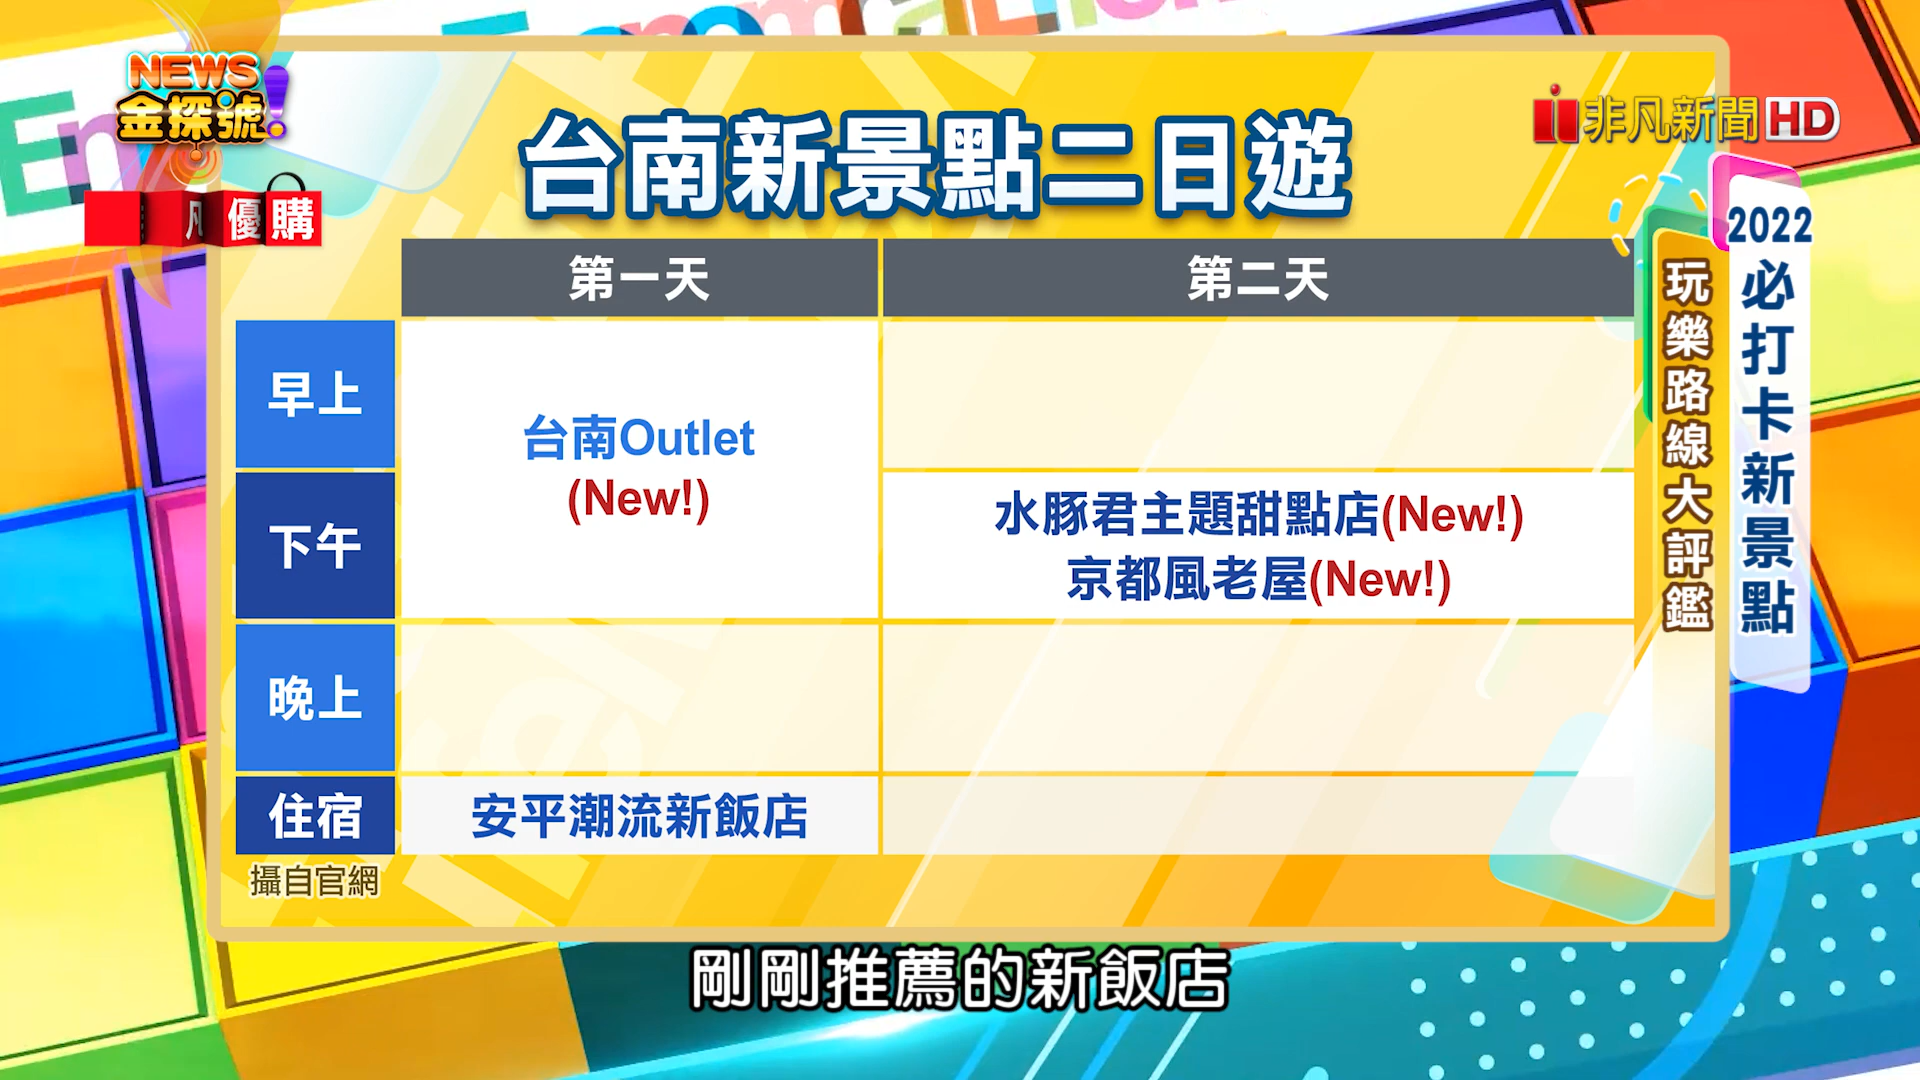 NEWS
金探號!
凡優購
非凡新聞HD
台南新景點二日遊
第一天
第二天
早上
台南Outlet
(New!)
下午
水豚君主題甜點店(New!)
京都風老屋(New!)
晚上
住宿
安平潮流新飯店
攝自官網
2022必打卡新景點
玩樂路線大評鑑
剛剛推薦的新飯店